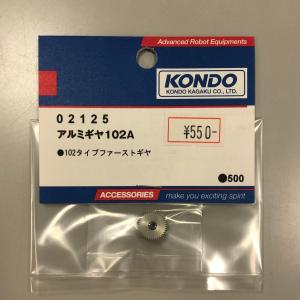 Advanced Robot Equipments
KONDO
KONDO KAGAKU CO., LTD.
02125
アルミギヤ102A
¥550-
●102タイプファーストギヤ
●500
ACCESSORIES
make you exciting spirit